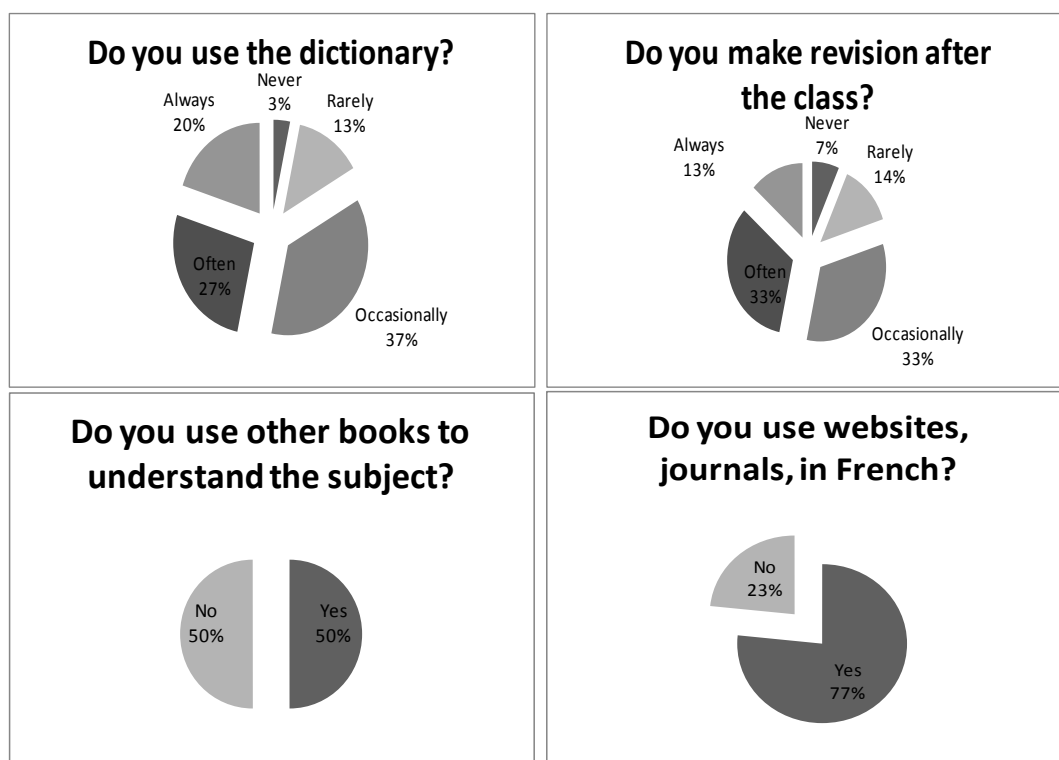 Do you use the dictionary?
Never
3%
Rarely
13%
Occasionally
37%
Often
27%
Always
20%
Do you make revision after
the class?
Never
7%
Rarely
14%
Occasionally
33%
Often
33%
Always
13%
Do you use other books to
understand the subject?
No
50%
Yes
50%
Do you use websites,
journals, in French?
No
23%
Yes
77%